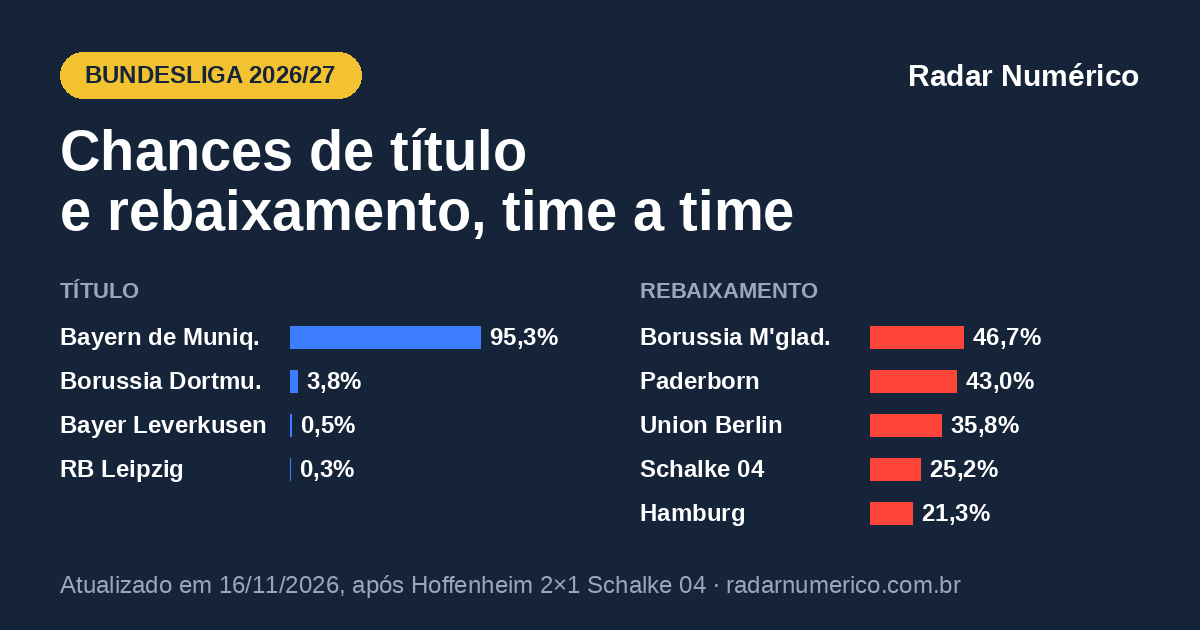 BUNDESLIGA 2026/27
Radar Numérico
Chances de título
e rebaixamento, time a time
TÍTULO
Bayern de Muniq. 95,3%
Borussia Dortmu. 3,8%
Bayer Leverkusen 0,5%
RB Leipzig 0,3%
REBAIXAMENTO
Borussia M'glad. 46,7%
Paderborn 43,0%
Union Berlin 35,8%
Schalke 04 25,2%
Hamburg 21,3%
Atualizado em 16/11/2026, após Hoffenheim 2×1 Schalke 04 · radarnumerico.com.br